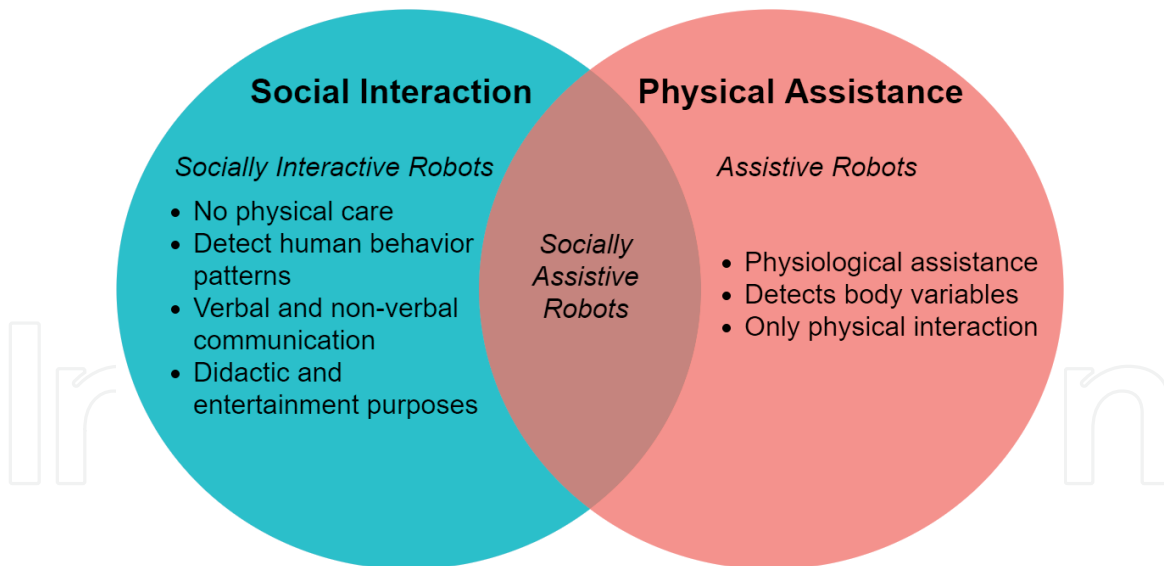 Social Interaction
Socially Interactive Robots
• No physical care
• Detect human behavior
patterns
• Verbal and non-verbal
communication
• Didactic and
entertainment purposes
Socially
Assistive
Robots
Physical Assistance
Assistive Robots
• Physiological assistance
• Detects body variables
• Only physical interaction